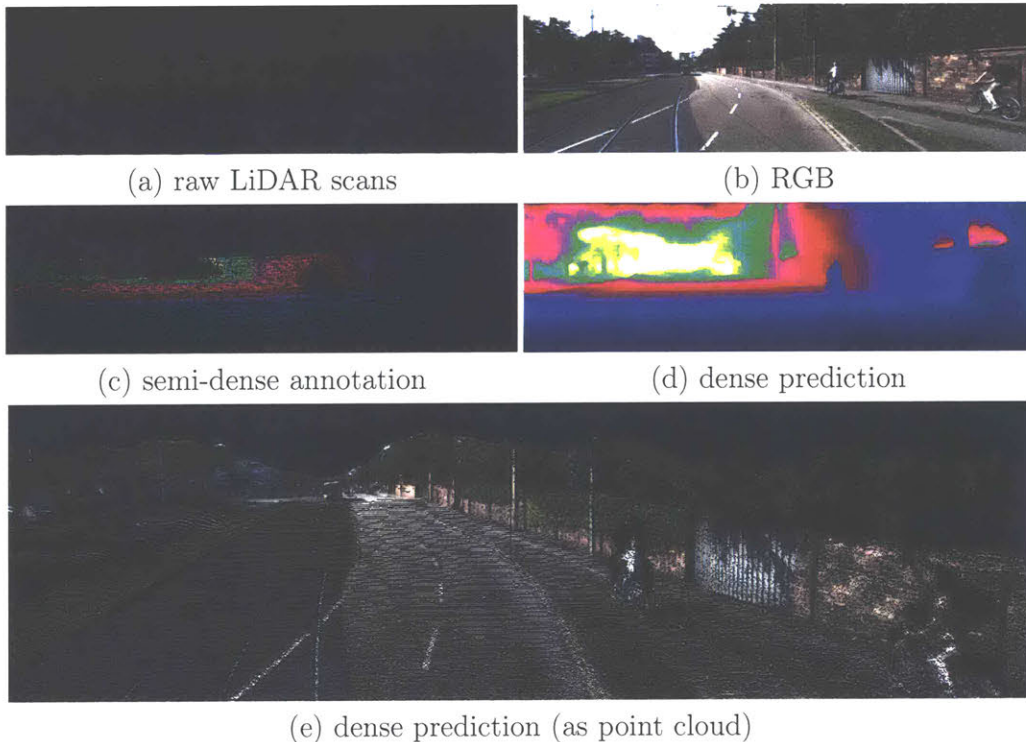 (a) raw LiDAR scans
(b) RGB
(c) semi-dense annotation
(d) dense prediction
(e) dense prediction (as point cloud)